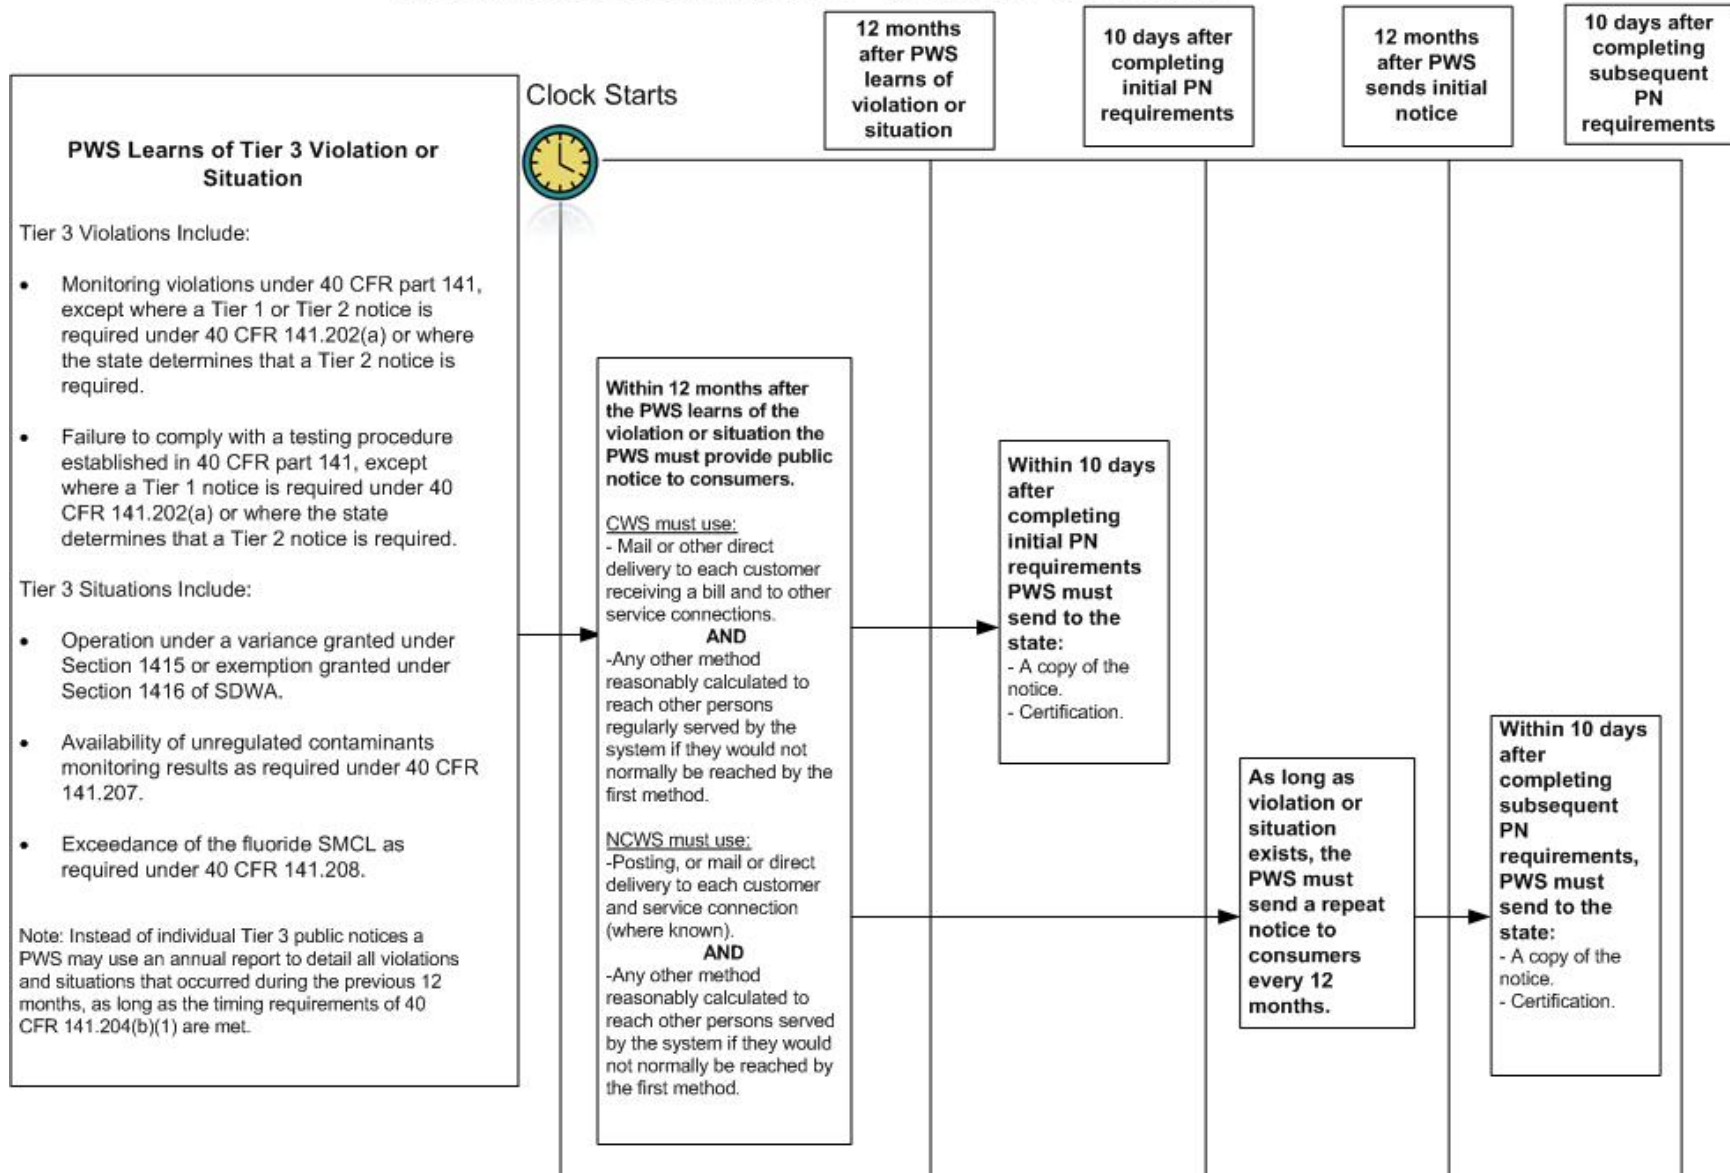 12 months
after PWS
learns of
violation or
situation
10 days after
completing
initial PN
requirements
12 months
after PWS
sends initial
notice
10 days after
completing
subsequent
PN
requirements
Clock Starts
PWS Learns of Tier 3 Violation or
Situation
Tier 3 Violations Include:
• Monitoring violations under 40 CFR part 141,
except where a Tier 1 or Tier 2 notice is
required under 40 CFR 141.202(a) or where
the state determines that a Tier 2 notice is
required.
• Failure to comply with a testing procedure
established in 40 CFR part 141, except
where a Tier 1 notice is required under 40
CFR 141.202(a) or where the state
determines that a Tier 2 notice is required.
Tier 3 Situations Include:
• Operation under a variance granted under
Section 1415 or exemption granted under
Section 1416 of SDWA.
• Availability of unregulated contaminants
monitoring results as required under 40 CFR
141.207.
• Exceedance of the fluoride SMCL as
required under 40 CFR 141.208.
Note: Instead of individual Tier 3 public notices a
PWS may use an annual report to detail all violations
and situations that occurred during the previous 12
months, as long as the timing requirements of 40
CFR 141.204(b)(1) are met.
Within 12 months after
the PWS learns of the
violation or situation the
PWS must provide public
notice to consumers.
CWS must use:
- Mail or other direct
delivery to each customer
receiving a bill and to other
service connections.
AND
-Any other method
reasonably calculated to
reach other persons
regularly served by the
system if they would not
normally be reached by the
first method.
NCWS must use:
-Posting, or mail or direct
delivery to each customer
and service connection
(where known).
AND
-Any other method
reasonably calculated to
reach other persons served
by the system if they would
not normally be reached by
the first method.
Within 10 days
after
completing
initial PN
requirements
PWS must
send to the
state:
- A copy of the
notice.
- Certification.
As long as
violation or
situation
exists, the
PWS must
send a repeat
notice to
consumers
every 12
months.
Within 10 days
after
completing
subsequent
PN
requirements,
PWS must
send to the
state:
- A copy of the
notice.
- Certification.